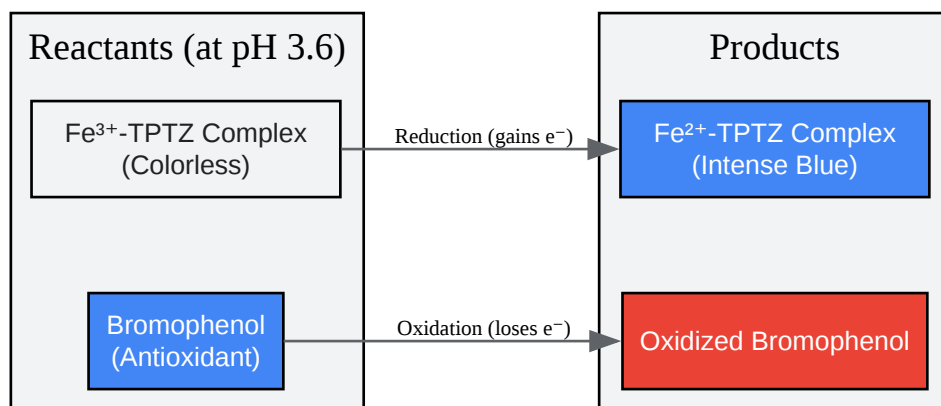 Reactants (at pH 3.6)
Products
Fe³⁺-TPTZ Complex
(Colorless)
Reduction (gains e⁻)
Fe²⁺-TPTZ Complex
(Intense Blue)
Bromophenol
(Antioxidant)
Oxidation (loses e⁻)
Oxidized Bromophenol